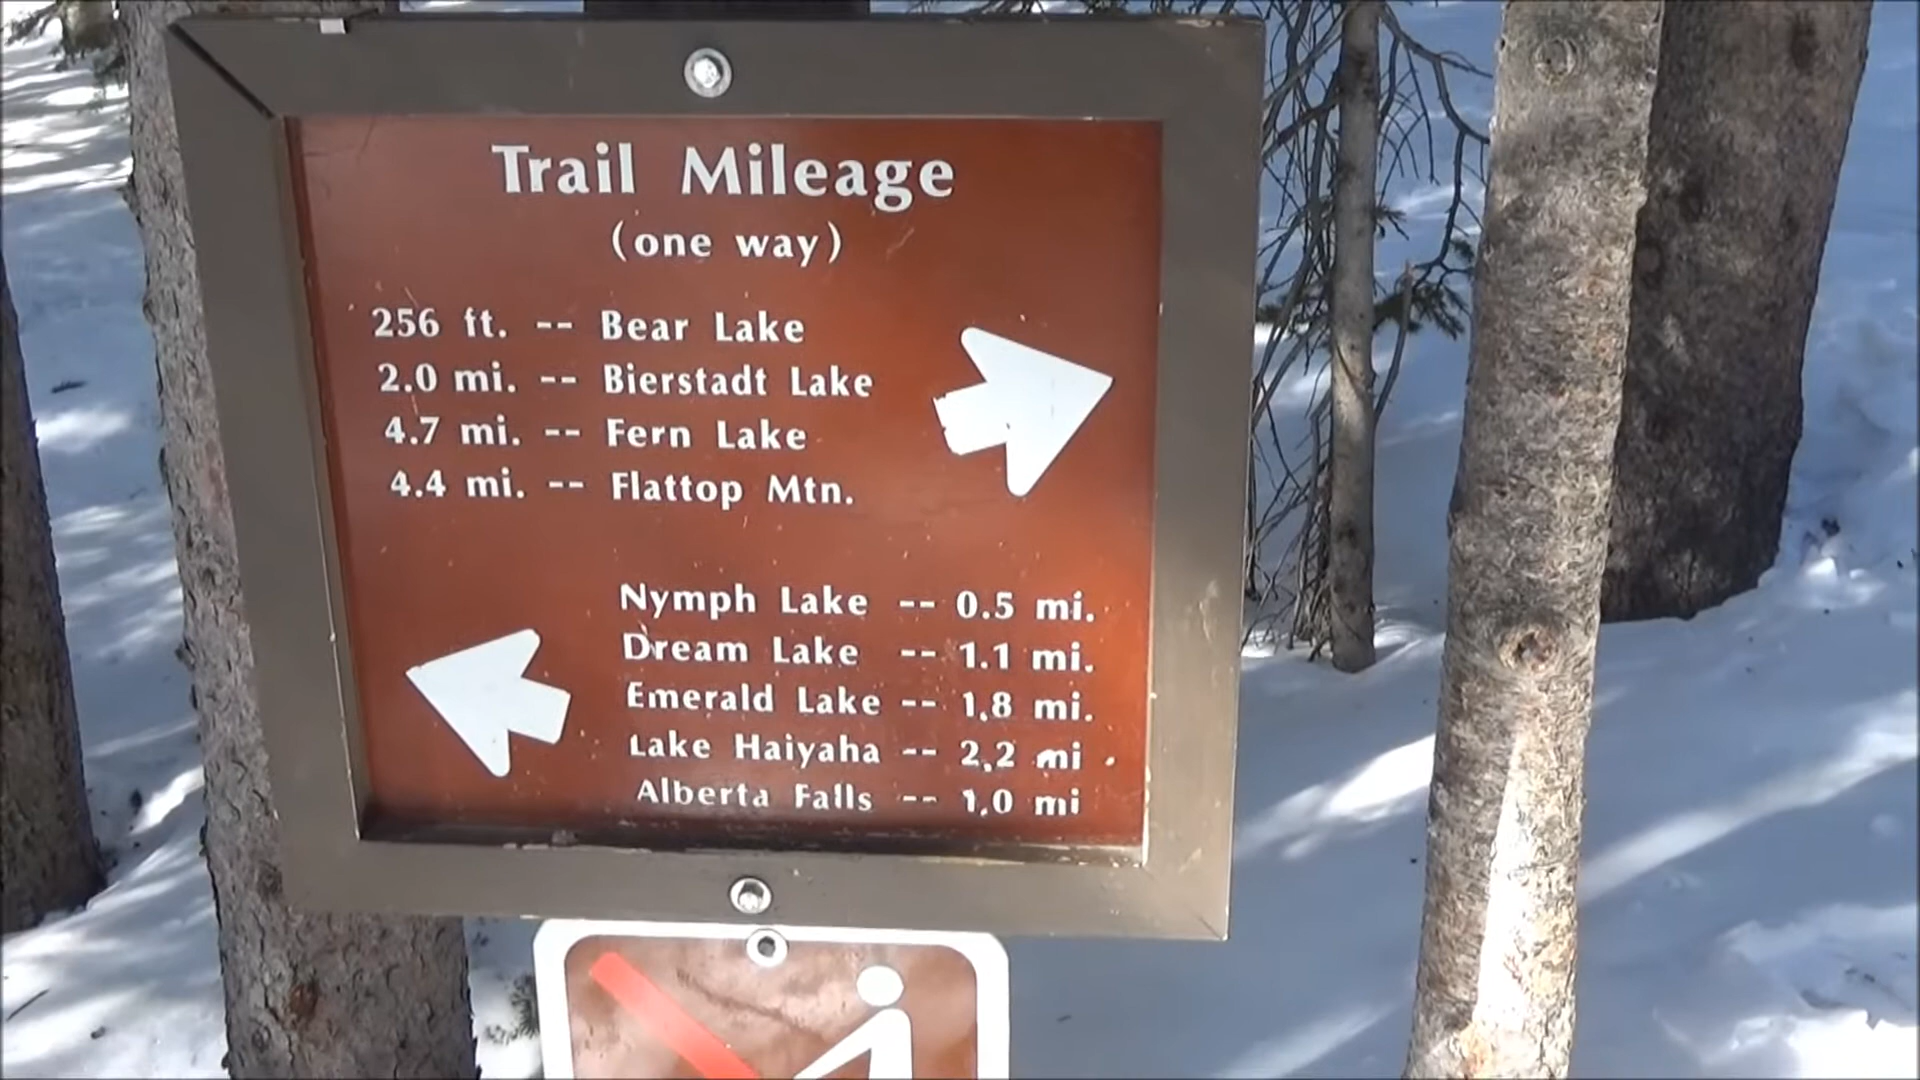 Trail Mileage
(one way)
256 ft. -- Bear Lake
2.0 mi. -- Bierstadt Lake
4.7 mi. -- Fern Lake
4.4 mi. -- Flattop Mtn.
Nymph Lake -- 0.5 mi.
Dream Lake -- 1.1 mi.
Emerald Lake -- 1.8 mi.
Lake Haiyaha -- 2.2 mi.
Alberta Falls -- 1.0 mi